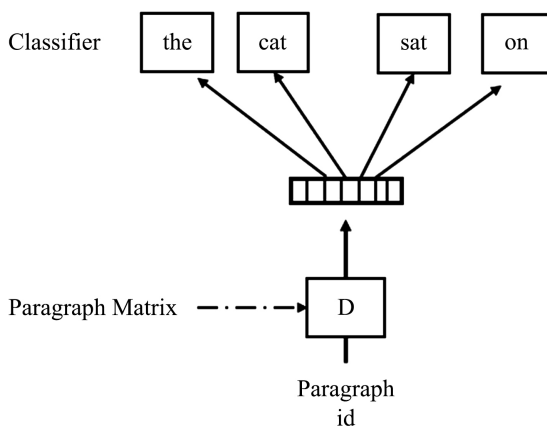 Classifier the cat sat on
Paragraph Matrix D
Paragraph
id